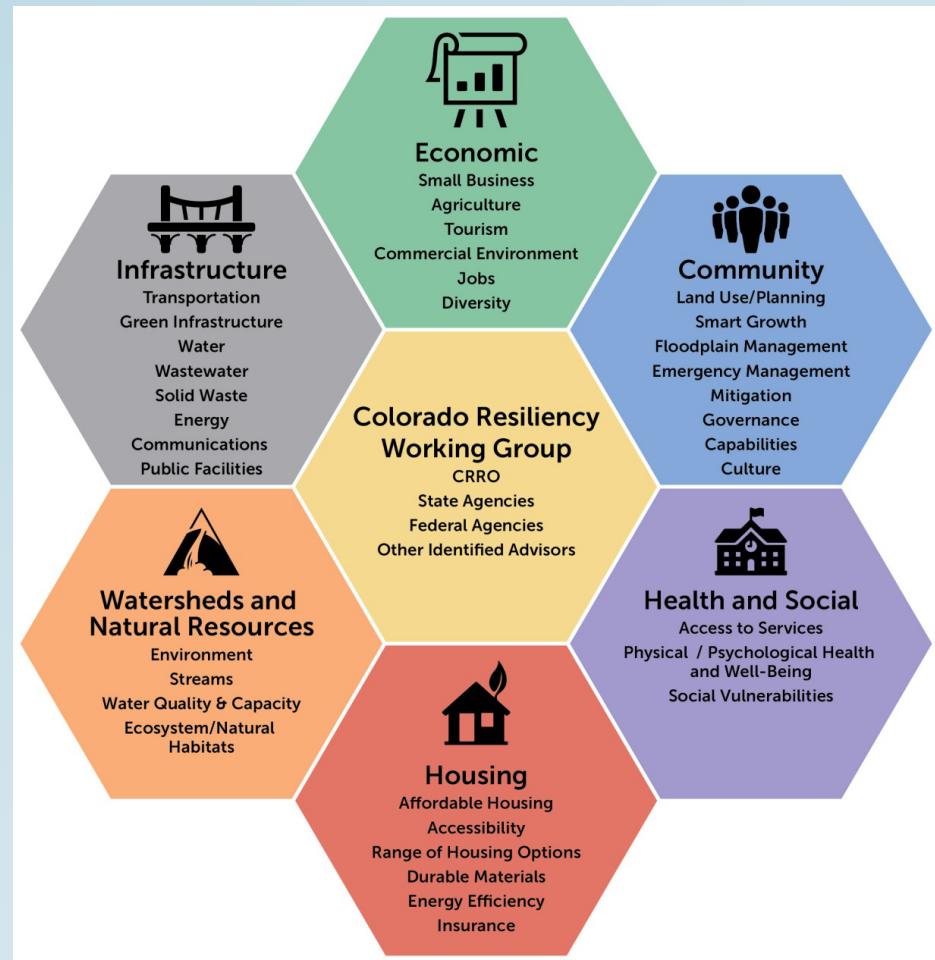 Economic
Small Business
Agriculture
Tourism
Commercial Environment
Jobs
Diversity
Infrastructure
Transportation
Green Infrastructure
Water
Wastewater
Solid Waste
Energy
Communications
Public Facilities
Community
Land Use/Planning
Smart Growth
Floodplain Management
Emergency Management
Mitigation
Governance
Capabilities
Culture
Colorado Resiliency
Working Group
CRRO
State Agencies
Federal Agencies
Other Identified Advisors
Watersheds and
Natural Resources
Environment
Streams
Water Quality & Capacity
Ecosystem/Natural
Habitats
Health and Social
Access to Services
Physical / Psychological Health
and Well-Being
Social Vulnerabilities
Housing
Affordable Housing
Accessibility
Range of Housing Options
Durable Materials
Energy Efficiency
Insurance